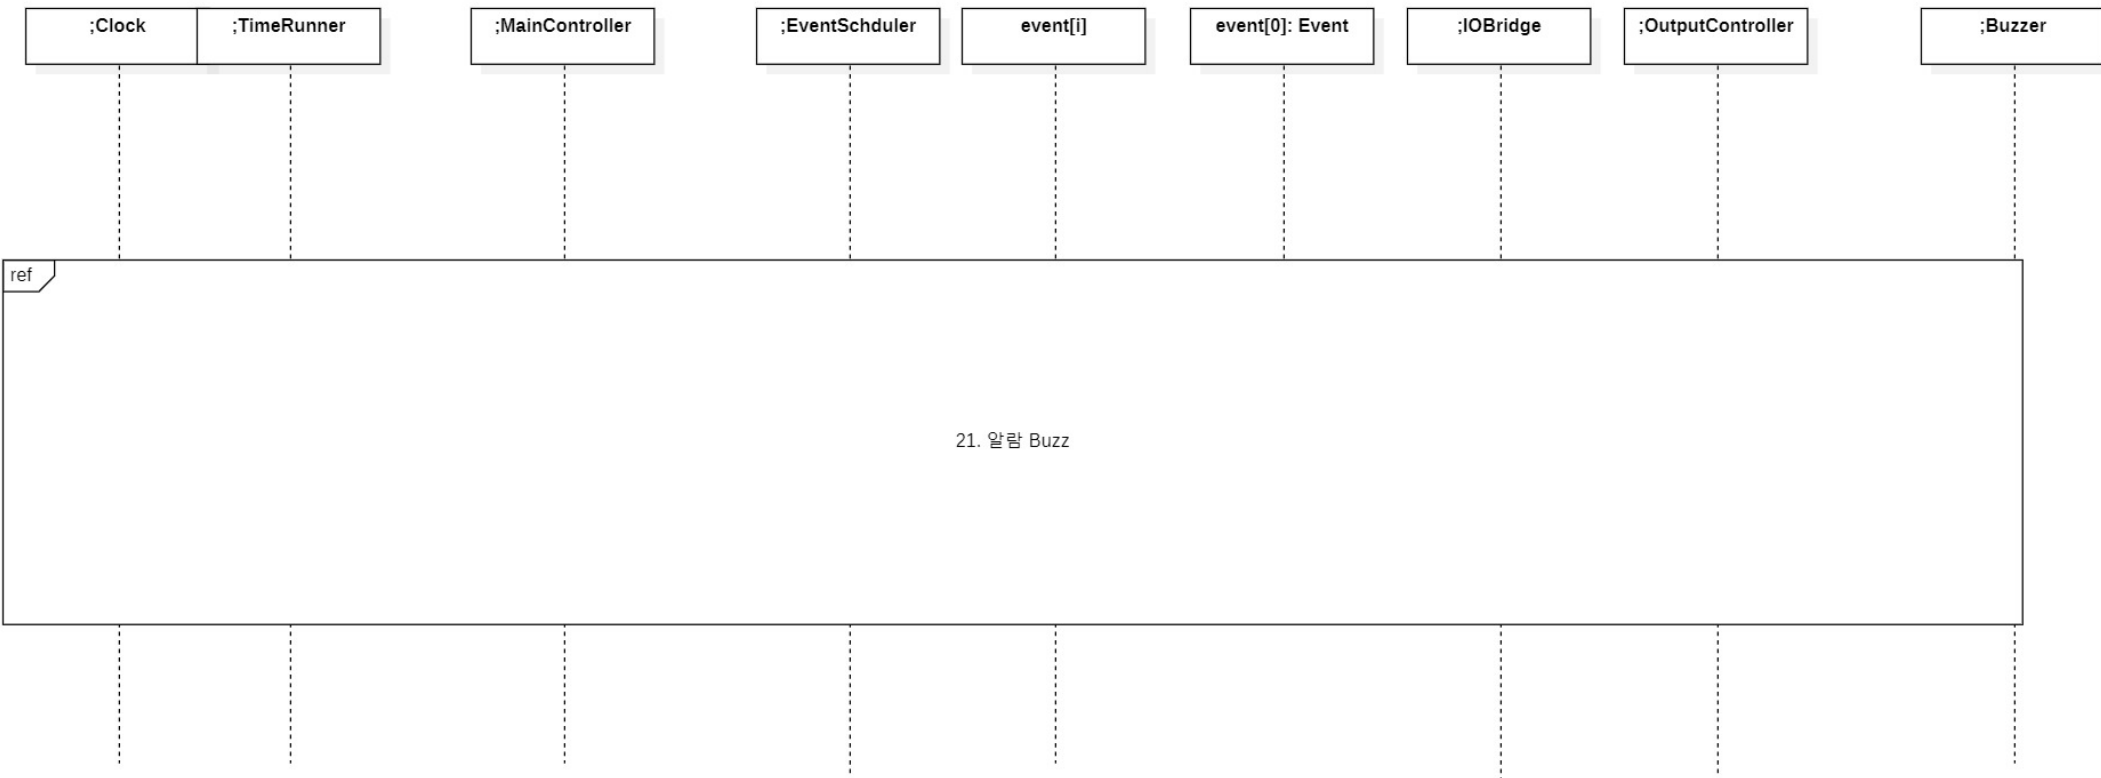 ;Clock
;TimeRunner
;MainController
;EventSchduler
event[i]
event[0]: Event
;IOBridge
;OutputController
;Buzzer
ref
21. 알람 Buzz